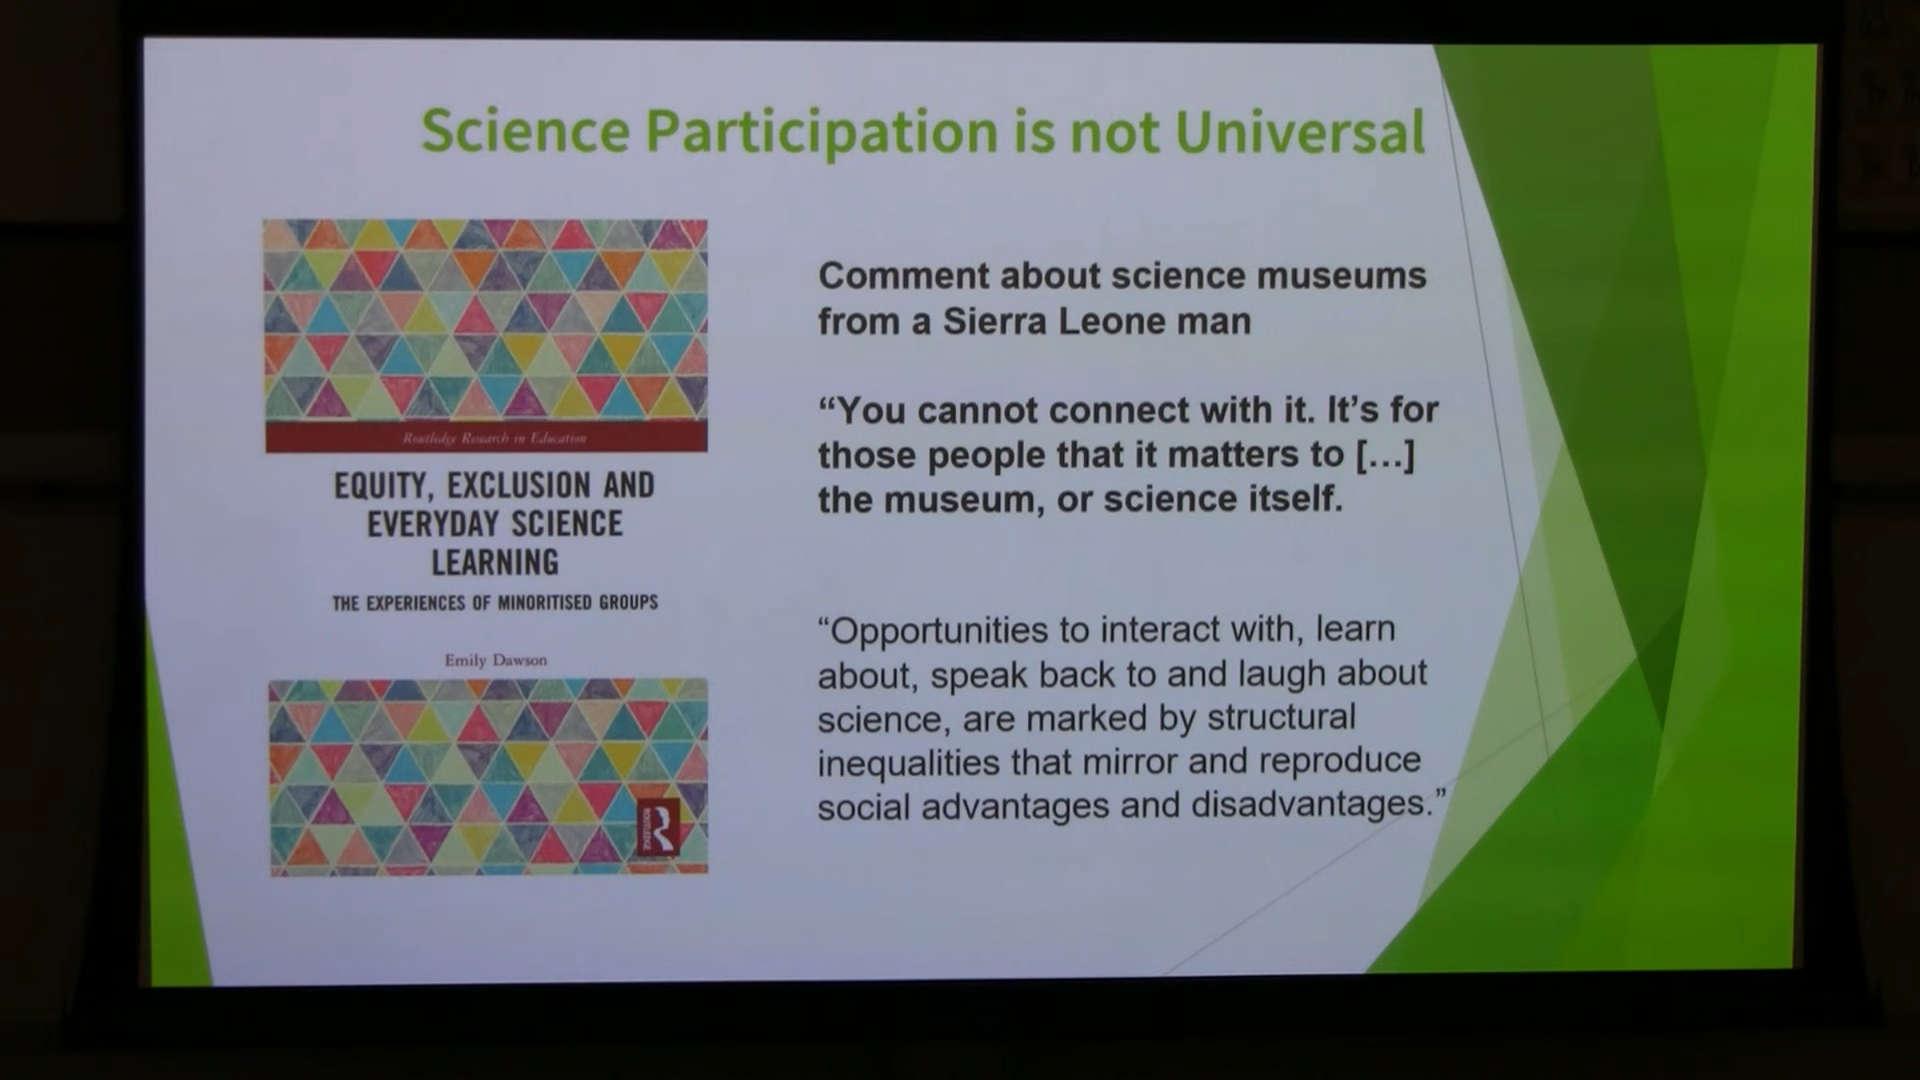 Science Participation is not Universal
Routledge Research in Education
EQUITY, EXCLUSION AND
EVERYDAY SCIENCE
LEARNING
THE EXPERIENCES OF MINORITISED GROUPS
Emily Dawson
ROUTLEDGE
Comment about science museums
from a Sierra Leone man
“You cannot connect with it. It’s for
those people that it matters to [...]
the museum, or science itself.
“Opportunities to interact with, learn
about, speak back to and laugh about
science, are marked by structural
inequalities that mirror and reproduce
social advantages and disadvantages.”